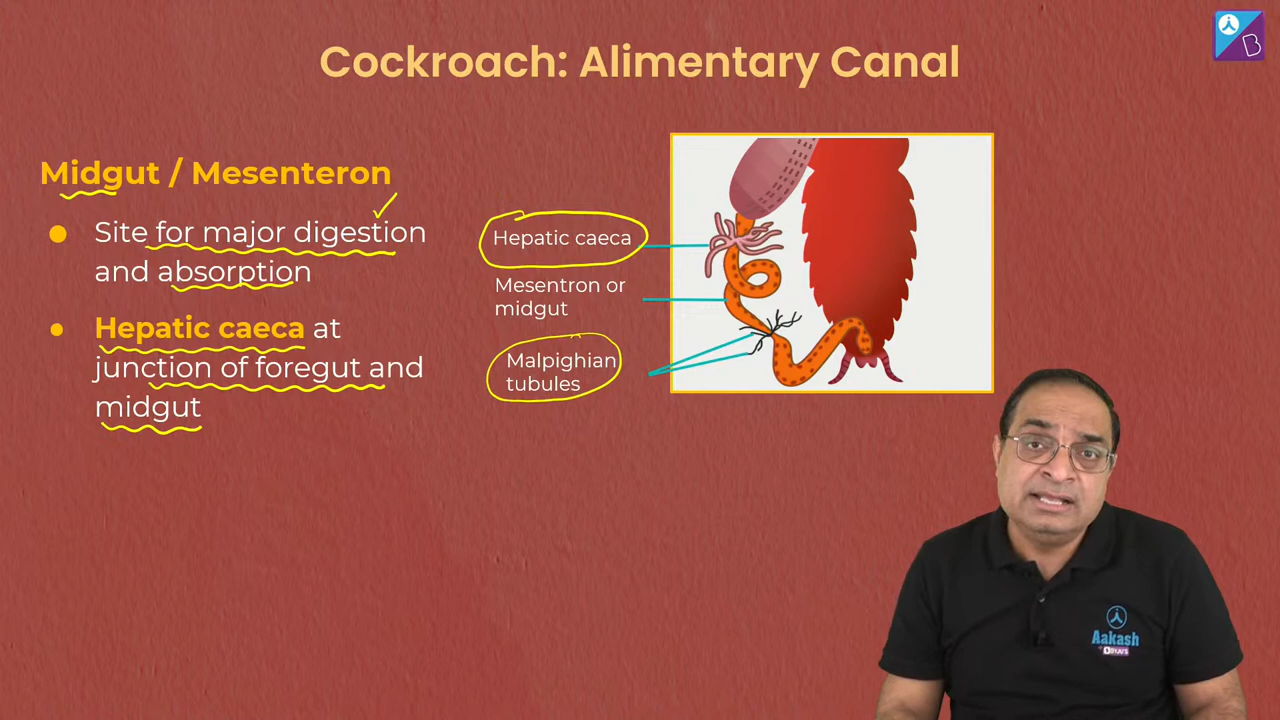 Cockroach: Alimentary Canal
Midgut / Mesenteron
Site for major digestion
and absorption
Hepatic caeca at
junction of foregut and
midgut
Hepatic caeca
Mesentron or
midgut
Malpighian
tubules
B
Aakash